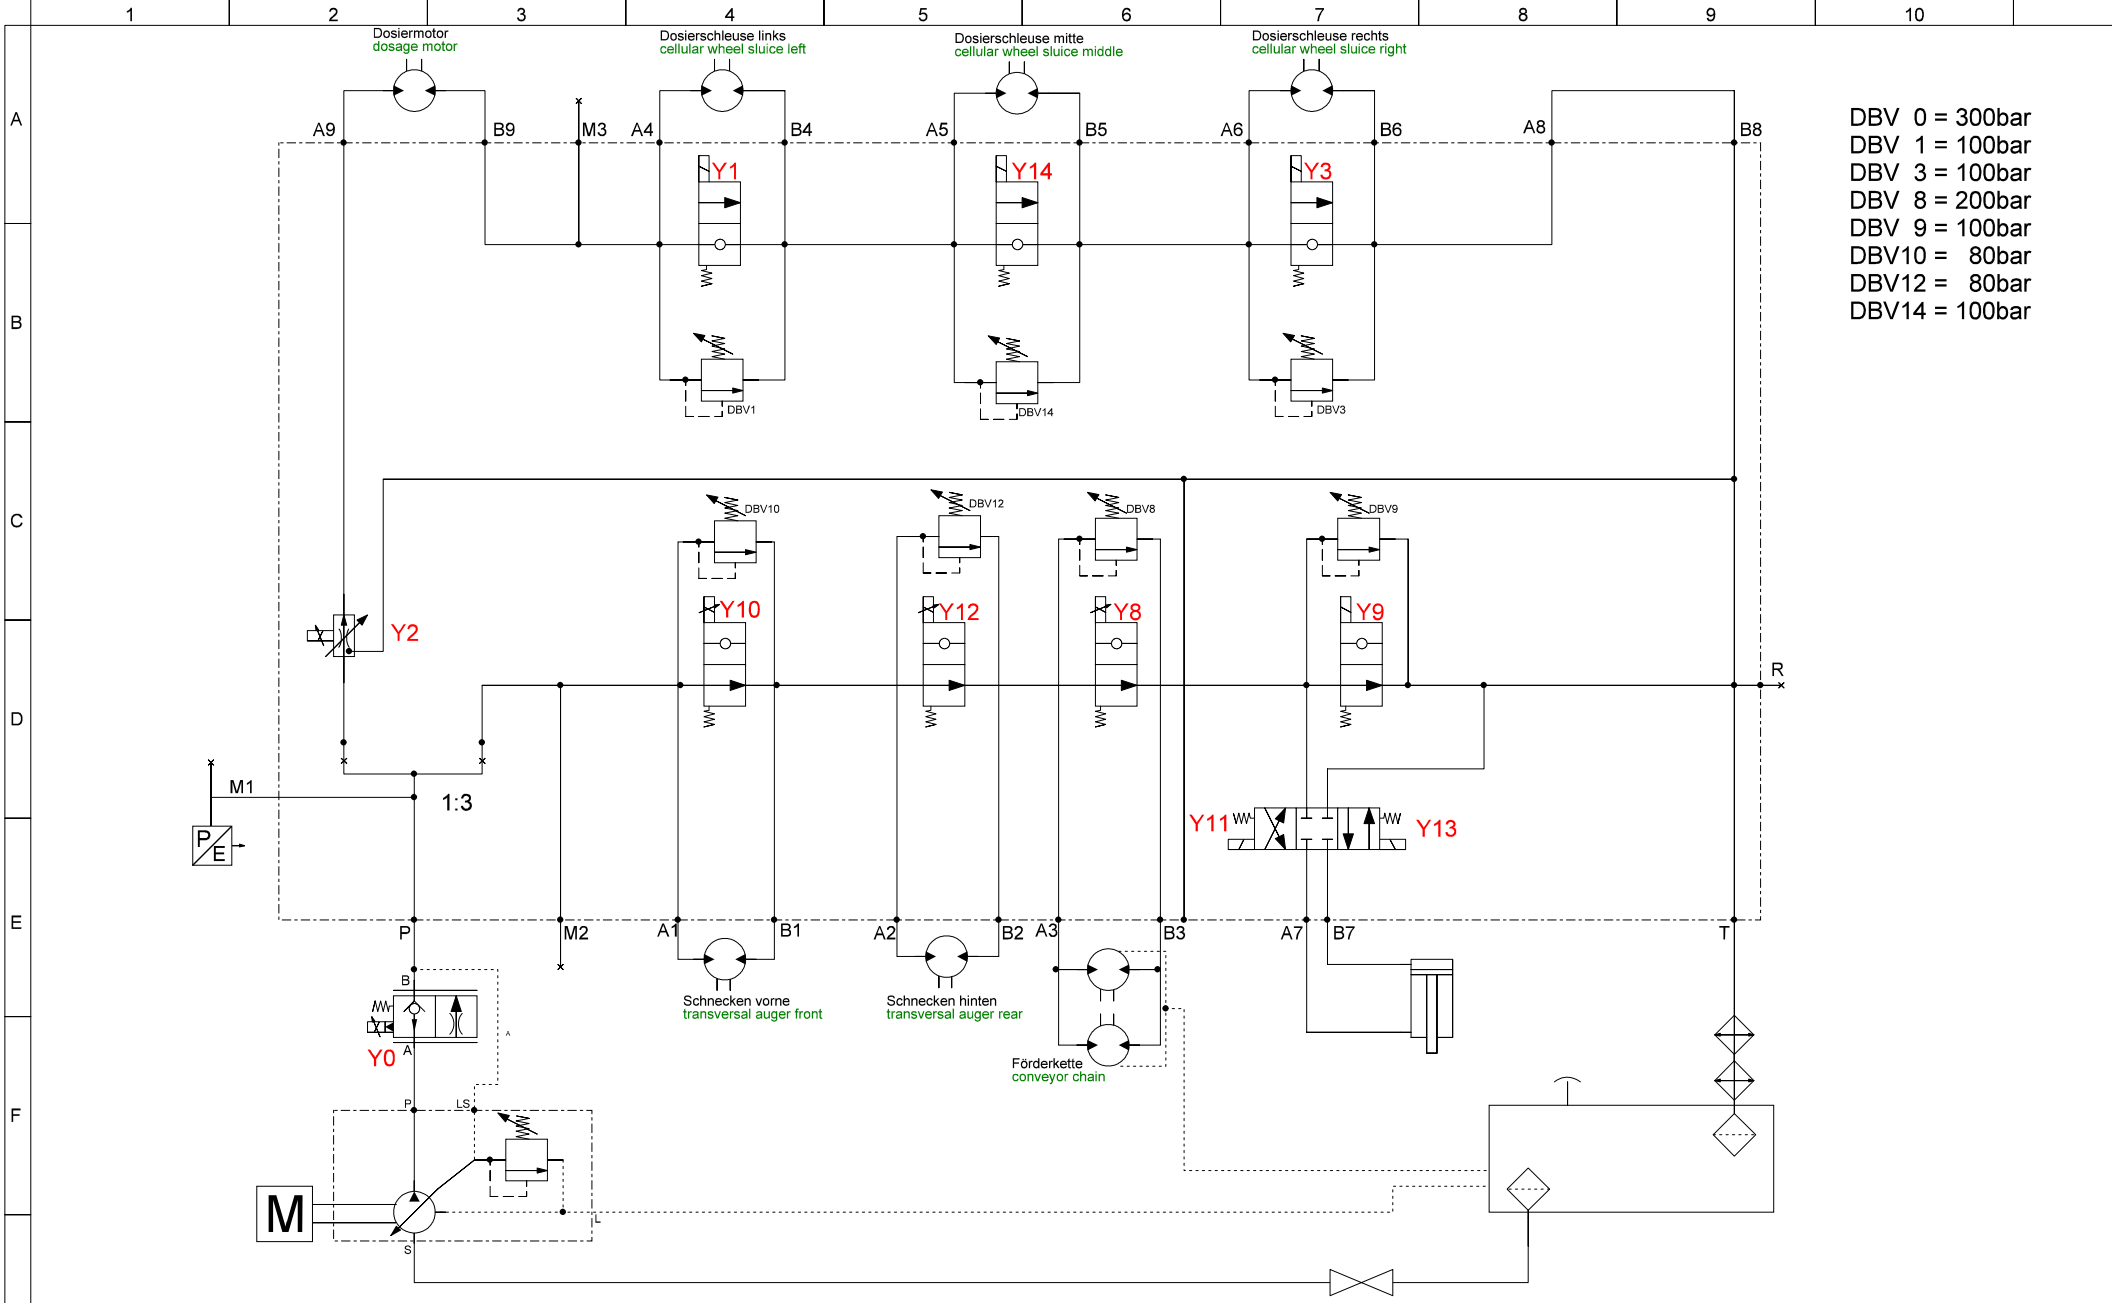 1 2 3 4 5 6 7 8 9 10
Dosiermotor
dosage motor
Dosierschleuse links
cellular wheel sluice left
Dosierschleuse mitte
cellular wheel sluice middle
Dosierschleuse rechts
cellular wheel sluice right
A
A9 B9 M3 A4 B4 A5 B5 A6 B6 A8 B8
DBV 0 = 300bar
DBV 1 = 100bar
DBV 3 = 100bar
DBV 8 = 200bar
DBV 9 = 100bar
DBV10 = 80bar
DBV12 = 80bar
DBV14 = 100bar
Y1 Y14 Y3
B
DBV1 DBV14 DBV3
C
DBV10 DBV12 DBV8 DBV9
Y10 Y12 Y8 Y9
Y2
R
D
M1
1:3
P
E
Y11 Y13
E
P M2 A1 B1 A2 B2 A3 B3 A7 B7 T
B
Schnecken vorne
transversal auger front
Schnecken hinten
transversal auger rear
A
A
Y0
Förderkette
conveyor chain
F
P LS
M
L
S